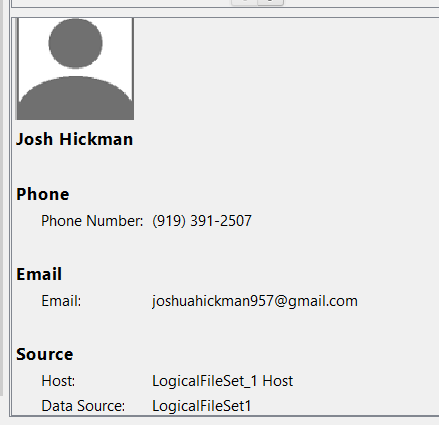 Josh Hickman
Phone
Phone Number: (919) 391-2507
Email
Email: joshuahickman957@gmail.com
Source
Host: LogicalFileSet_1 Host
Data Source: LogicalFileSet1